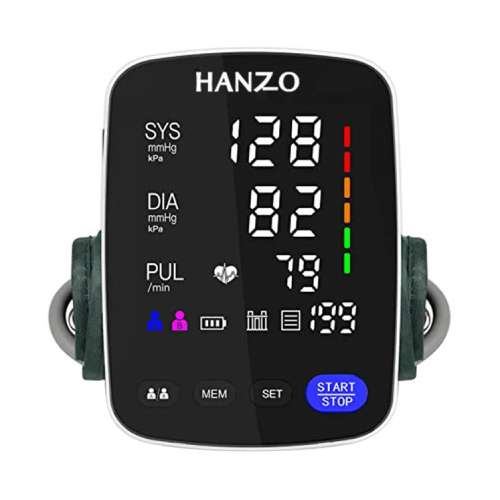 HANZO
SYS
mmHg
kPa
128
DIA
mmHg
kPa
82
PUL
/min
79
199
MEM
SET
START
STOP